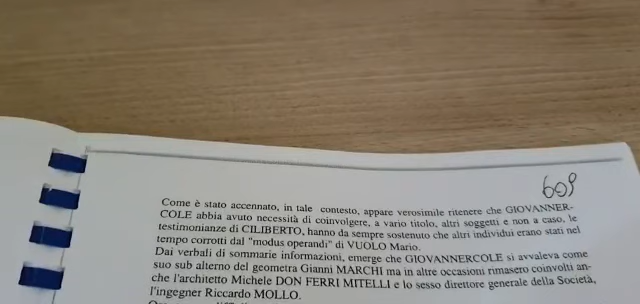 609
Come è stato accennato, in tale contesto, appare verosimile ritenere che GIOVANNER-
COLE abbia avuto necessità di coinvolgere, a vario titolo, altri soggetti e non a caso, le
testimonianze di CILIBERTO, hanno da sempre sostenuto che altri individui erano stati nel
tempo corrotti dal "modus operandi" di VUOLO Mario.
Dai verbali di sommarie informazioni, emerge che GIOVANNERCOLE si avvaleva come
suo sub alterno del geometra Gianni MARCHI ma in altre occasioni rimasero coinvolti an-
che l'architetto Michele DON FERRI MITELLI e lo sesso direttore generale della Società,
l'ingegner Riccardo MOLLO.